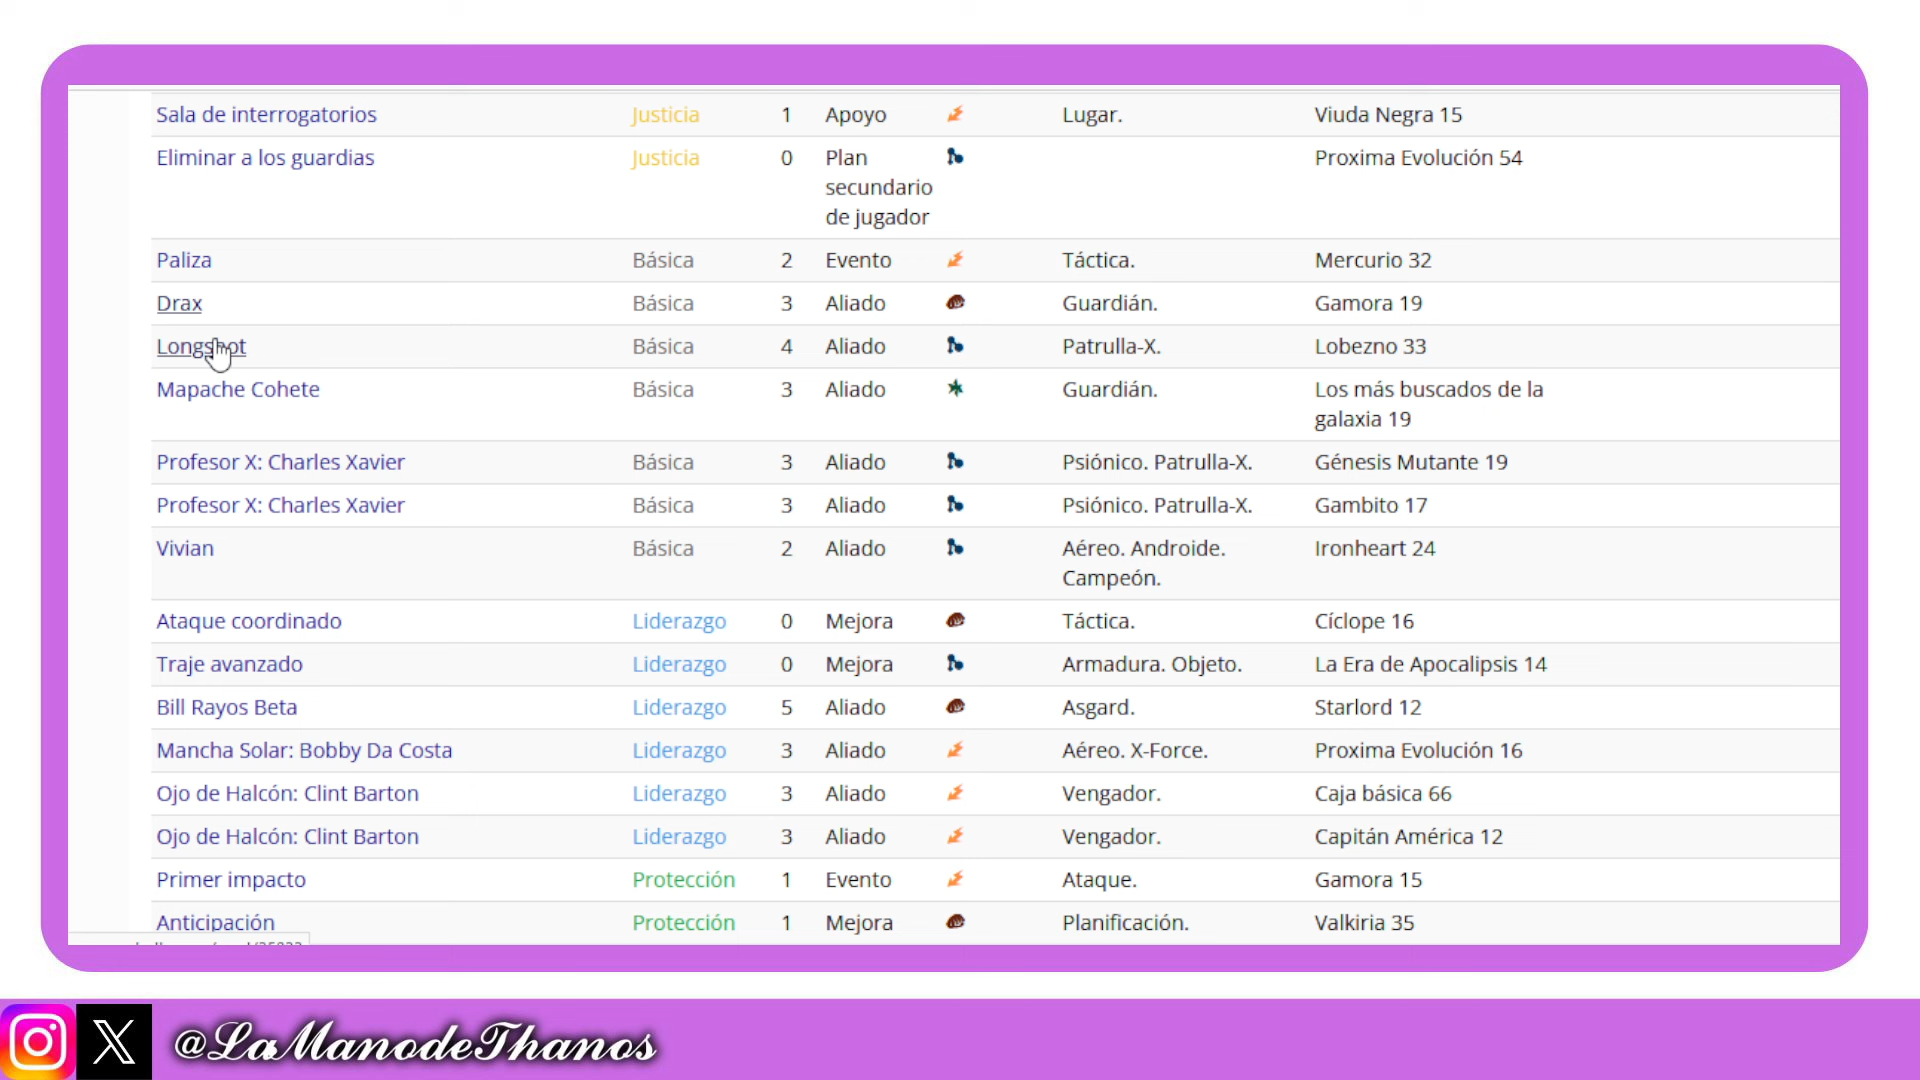 Sala de interrogatorios Justicia 1 Apoyo Lugar. Viuda Negra 15
Eliminar a los guardias Justicia 0 Plan Proxima Evolución 54
secundario
de jugador
Paliza Básica 2 Evento Táctica. Mercurio 32
Drax Básica 3 Aliado Guardián. Gamora 19
Longshot Básica 4 Aliado Patrulla-X. Lobezno 33
Mapache Cohete Básica 3 Aliado Guardián. Los más buscados de la
galaxia 19
Profesor X: Charles Xavier Básica 3 Aliado Psiónico. Patrulla-X. Génesis Mutante 19
Profesor X: Charles Xavier Básica 3 Aliado Psiónico. Patrulla-X. Gambito 17
Vivian Básica 2 Aliado Aéreo. Androide. Ironheart 24
Campeón.
Ataque coordinado Liderazgo 0 Mejora Táctica. Cíclope 16
Traje avanzado Liderazgo 0 Mejora Armadura. Objeto. La Era de Apocalipsis 14
Bill Rayos Beta Liderazgo 5 Aliado Asgard. Starlord 12
Mancha Solar: Bobby Da Costa Liderazgo 3 Aliado Aéreo. X-Force. Proxima Evolución 16
Ojo de Halcón: Clint Barton Liderazgo 3 Aliado Vengador. Caja básica 66
Ojo de Halcón: Clint Barton Liderazgo 3 Aliado Vengador. Capitán América 12
Primer impacto Protección 1 Evento Ataque. Gamora 15
Anticipación Protección 1 Mejora Planificación. Valkiria 35
@LaManodeThanos